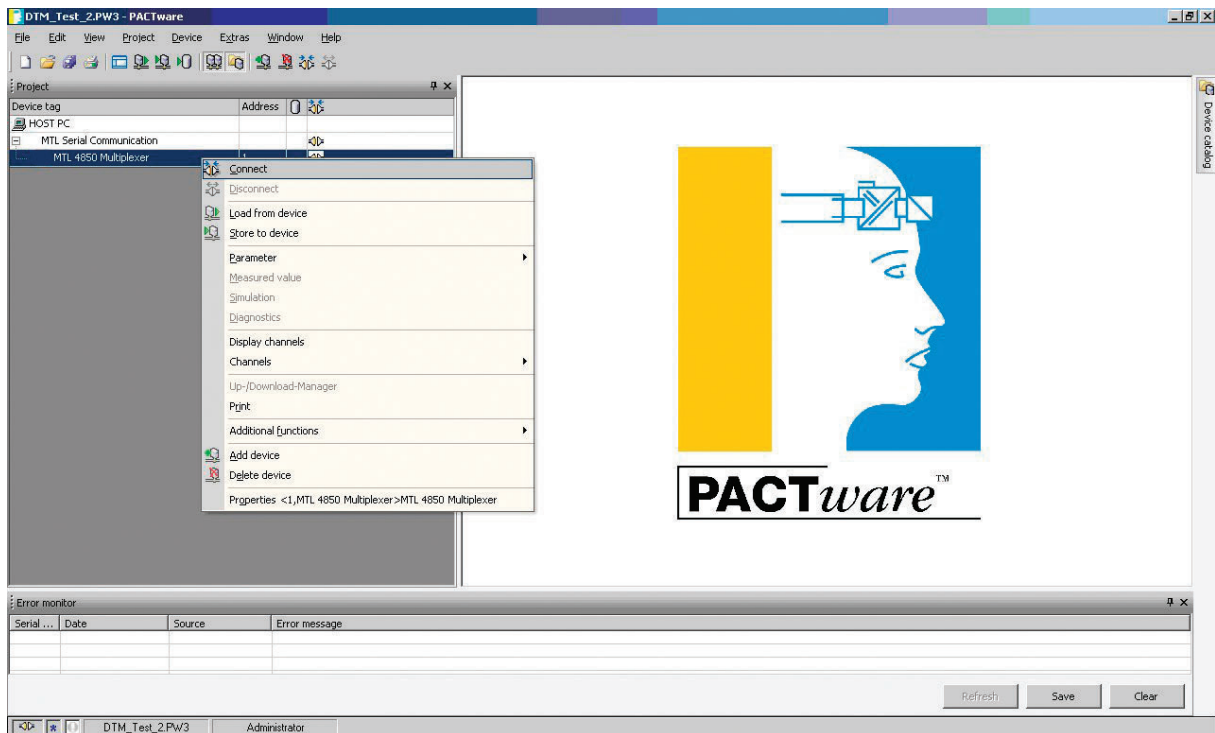 DTM_Test_2.PW3 - PACTware
File Edit View Project Device Extras Window Help
Project
Device tag Address
HOST PC
MTL Serial Communication
MTL 4850 Multiplexer
Connect
Disconnect
Load from device
Store to device
Parameter
Measured value
Simulation
Diagnostics
Display channels
Channels
Up-/Download-Manager
Print
Additional functions
Add device
Delete device
Properties <1,MTL 4850 Multiplexer>MTL 4850 Multiplexer
PACTware™
Device catalog
Error monitor
Serial ... Date Source Error message
Refresh Save Clear
DTM_Test_2.PW3 Administrator